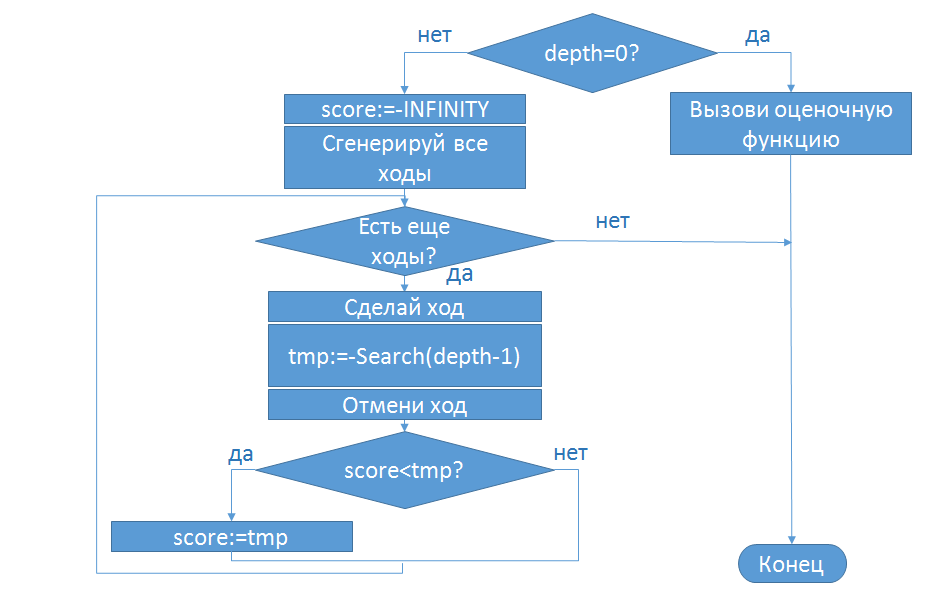 depth=0?
нет
да
score:=-INFINITY
Сгенерируй все
ходы
Вызови оценочную
функцию
Есть еще
ходы?
нет
да
Сделай ход
tmp:=-Search(depth-1)
Отмени ход
score<tmp?
да
нет
score:=tmp
Конец